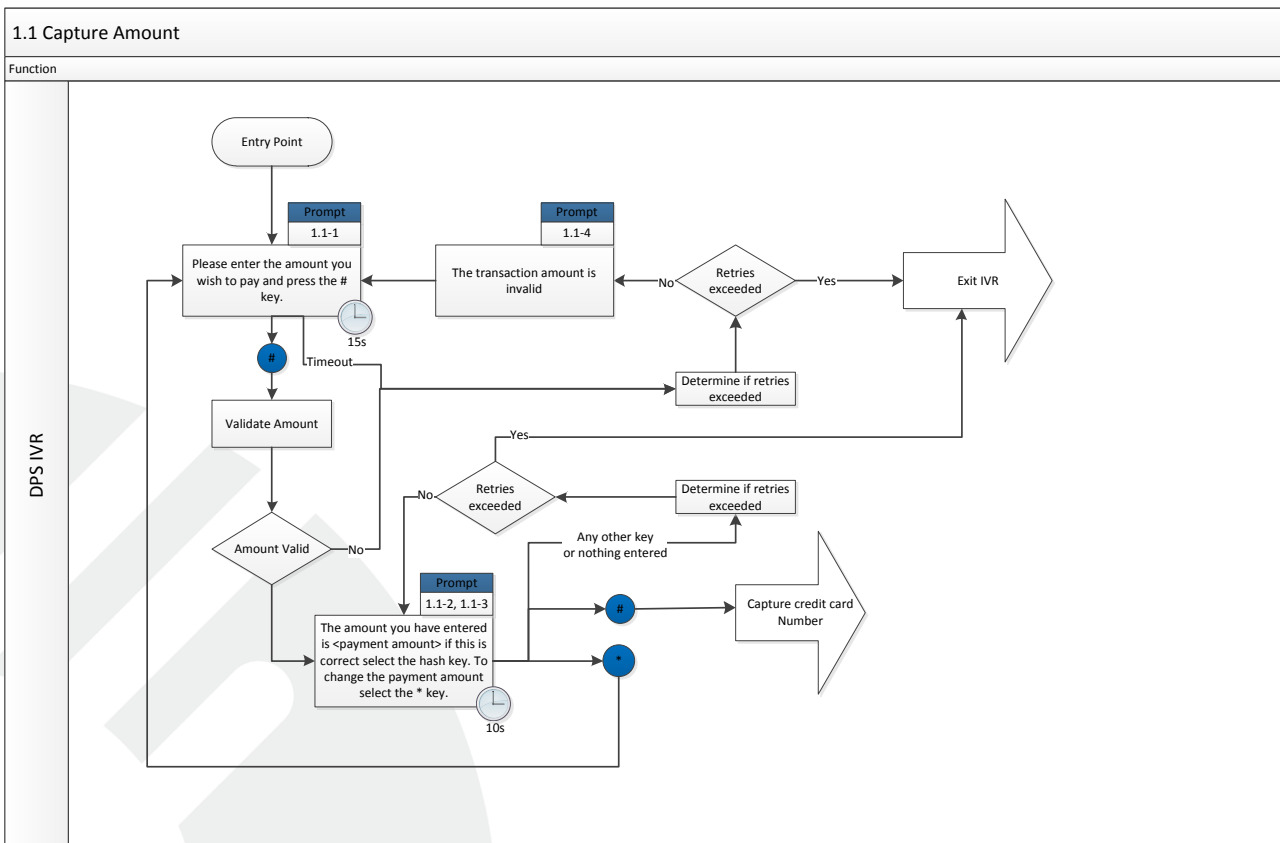 1.1 Capture Amount
Function
DPS IVR
Entry Point
Prompt
1.1-1
Please enter the amount you
wish to pay and press the #
key.
15s
Prompt
1.1-4
The transaction amount is
invalid
No
Retries
exceeded
Yes
Exit IVR
#
Timeout
Determine if retries
exceeded
Validate Amount
Yes
Retries
exceeded
No
Determine if retries
exceeded
Any other key
or nothing entered
Amount Valid
No
Prompt
1.1-2, 1.1-3
The amount you have entered
is <payment amount> if this is
correct select the hash key. To
change the payment amount
select the * key.
10s
#
Capture credit card
Number
*